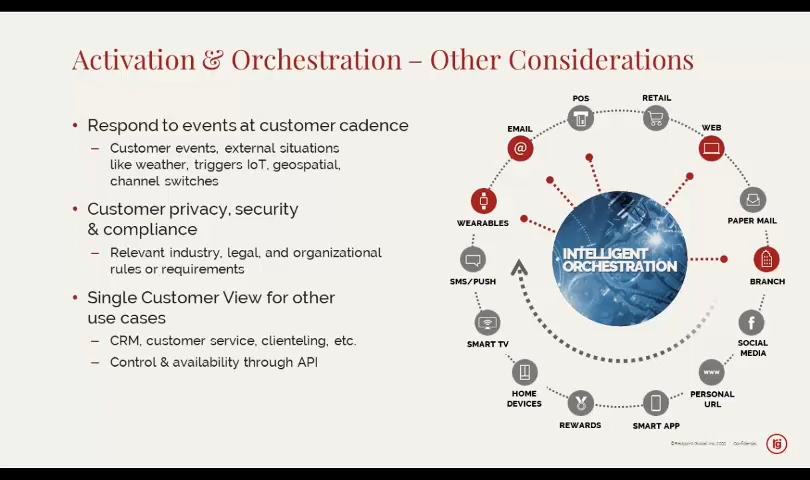 Activation & Orchestration – Other Considerations
• Respond to events at customer cadence
– Customer events, external situations
like weather, triggers IoT, geospatial,
channel switches
• Customer privacy, security
& compliance
– Relevant industry, legal, and organizational
rules or requirements
• Single Customer View for other
use cases
– CRM, customer service, clienteling, etc.
– Control & availability through API
POS
RETAIL
EMAIL
@
WEB
WEARABLES
PAPER MAIL
INTELLIGENT
ORCHESTRATION
SMS/PUSH
BRANCH
SMART TV
f
SOCIAL
MEDIA
HOME
DEVICES
www
PERSONAL
URL
REWARDS
SMART APP
Confidential
rg